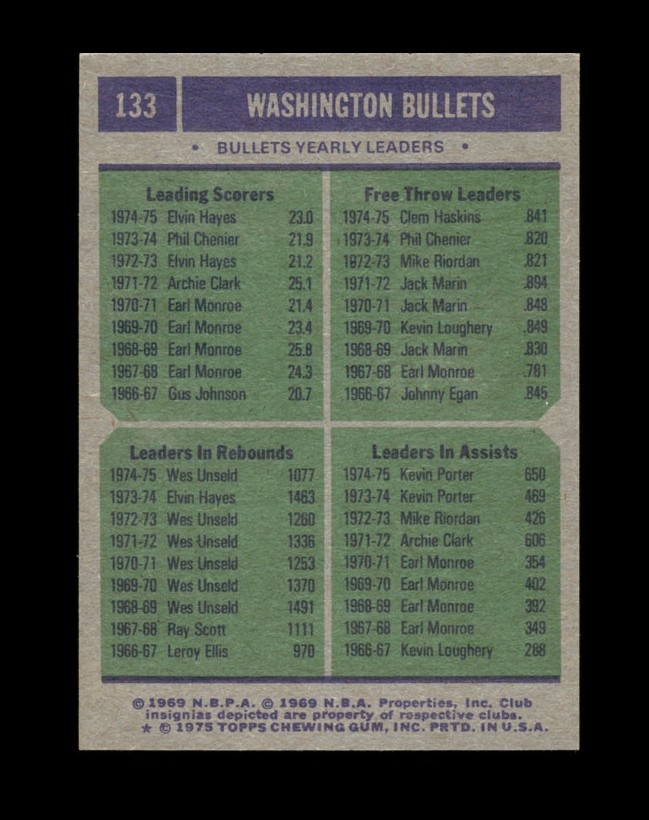 133 WASHINGTON BULLETS
• BULLETS YEARLY LEADERS •
Leading Scorers
1974-75 Elvin Hayes 23.0
1973-74 Phil Chenier 21.9
1972-73 Elvin Hayes 21.2
1971-72 Archie Clark 25.1
1970-71 Earl Monroe 21.4
1969-70 Earl Monroe 23.4
1968-69 Earl Monroe 25.8
1967-68 Earl Monroe 24.3
1966-67 Gus Johnson 20.7
Free Throw Leaders
1974-75 Clem Haskins .841
1973-74 Phil Chenier .820
1972-73 Mike Riordan .821
1971-72 Jack Marin .894
1970-71 Jack Marin .848
1969-70 Kevin Loughery .849
1968-69 Jack Marin .830
1967-68 Earl Monroe .781
1966-67 Johnny Egan .845
Leaders In Rebounds
1974-75 Wes Unseld 1077
1973-74 Elvin Hayes 1463
1972-73 Wes Unseld 1260
1971-72 Wes Unseld 1336
1970-71 Wes Unseld 1253
1969-70 Wes Unseld 1370
1968-69 Wes Unseld 1491
1967-68 Ray Scott 1111
1966-67 Leroy Ellis 970
Leaders In Assists
1974-75 Kevin Porter 650
1973-74 Kevin Porter 469
1972-73 Mike Riordan 426
1971-72 Archie Clark 606
1970-71 Earl Monroe 354
1969-70 Earl Monroe 402
1968-69 Earl Monroe 392
1967-68 Earl Monroe 349
1966-67 Kevin Loughery 288
© 1969 N.B.P.A. © 1969 N.B.A. Properties, Inc. Club
insignias depicted are property of respective clubs.
★ © 1975 TOPPS CHEWING GUM, INC. PRTD. IN U.S.A.